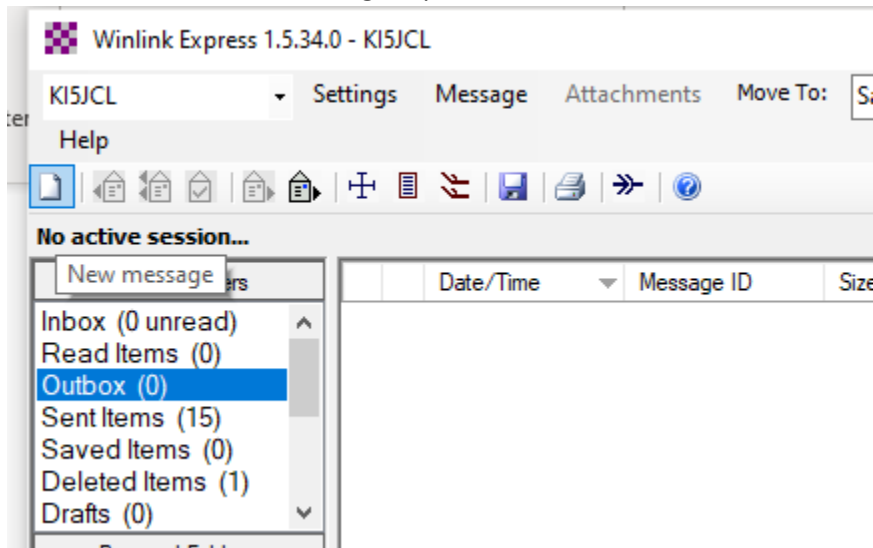 Winlink Express 1.5.34.0 - KI5JCL
KI5JCL Settings Message Attachments Move To:
Help
No active session...
New message
Date/Time Message ID Size
Inbox (0 unread)
Read Items (0)
Outbox (0)
Sent Items (15)
Saved Items (0)
Deleted Items (1)
Drafts (0)